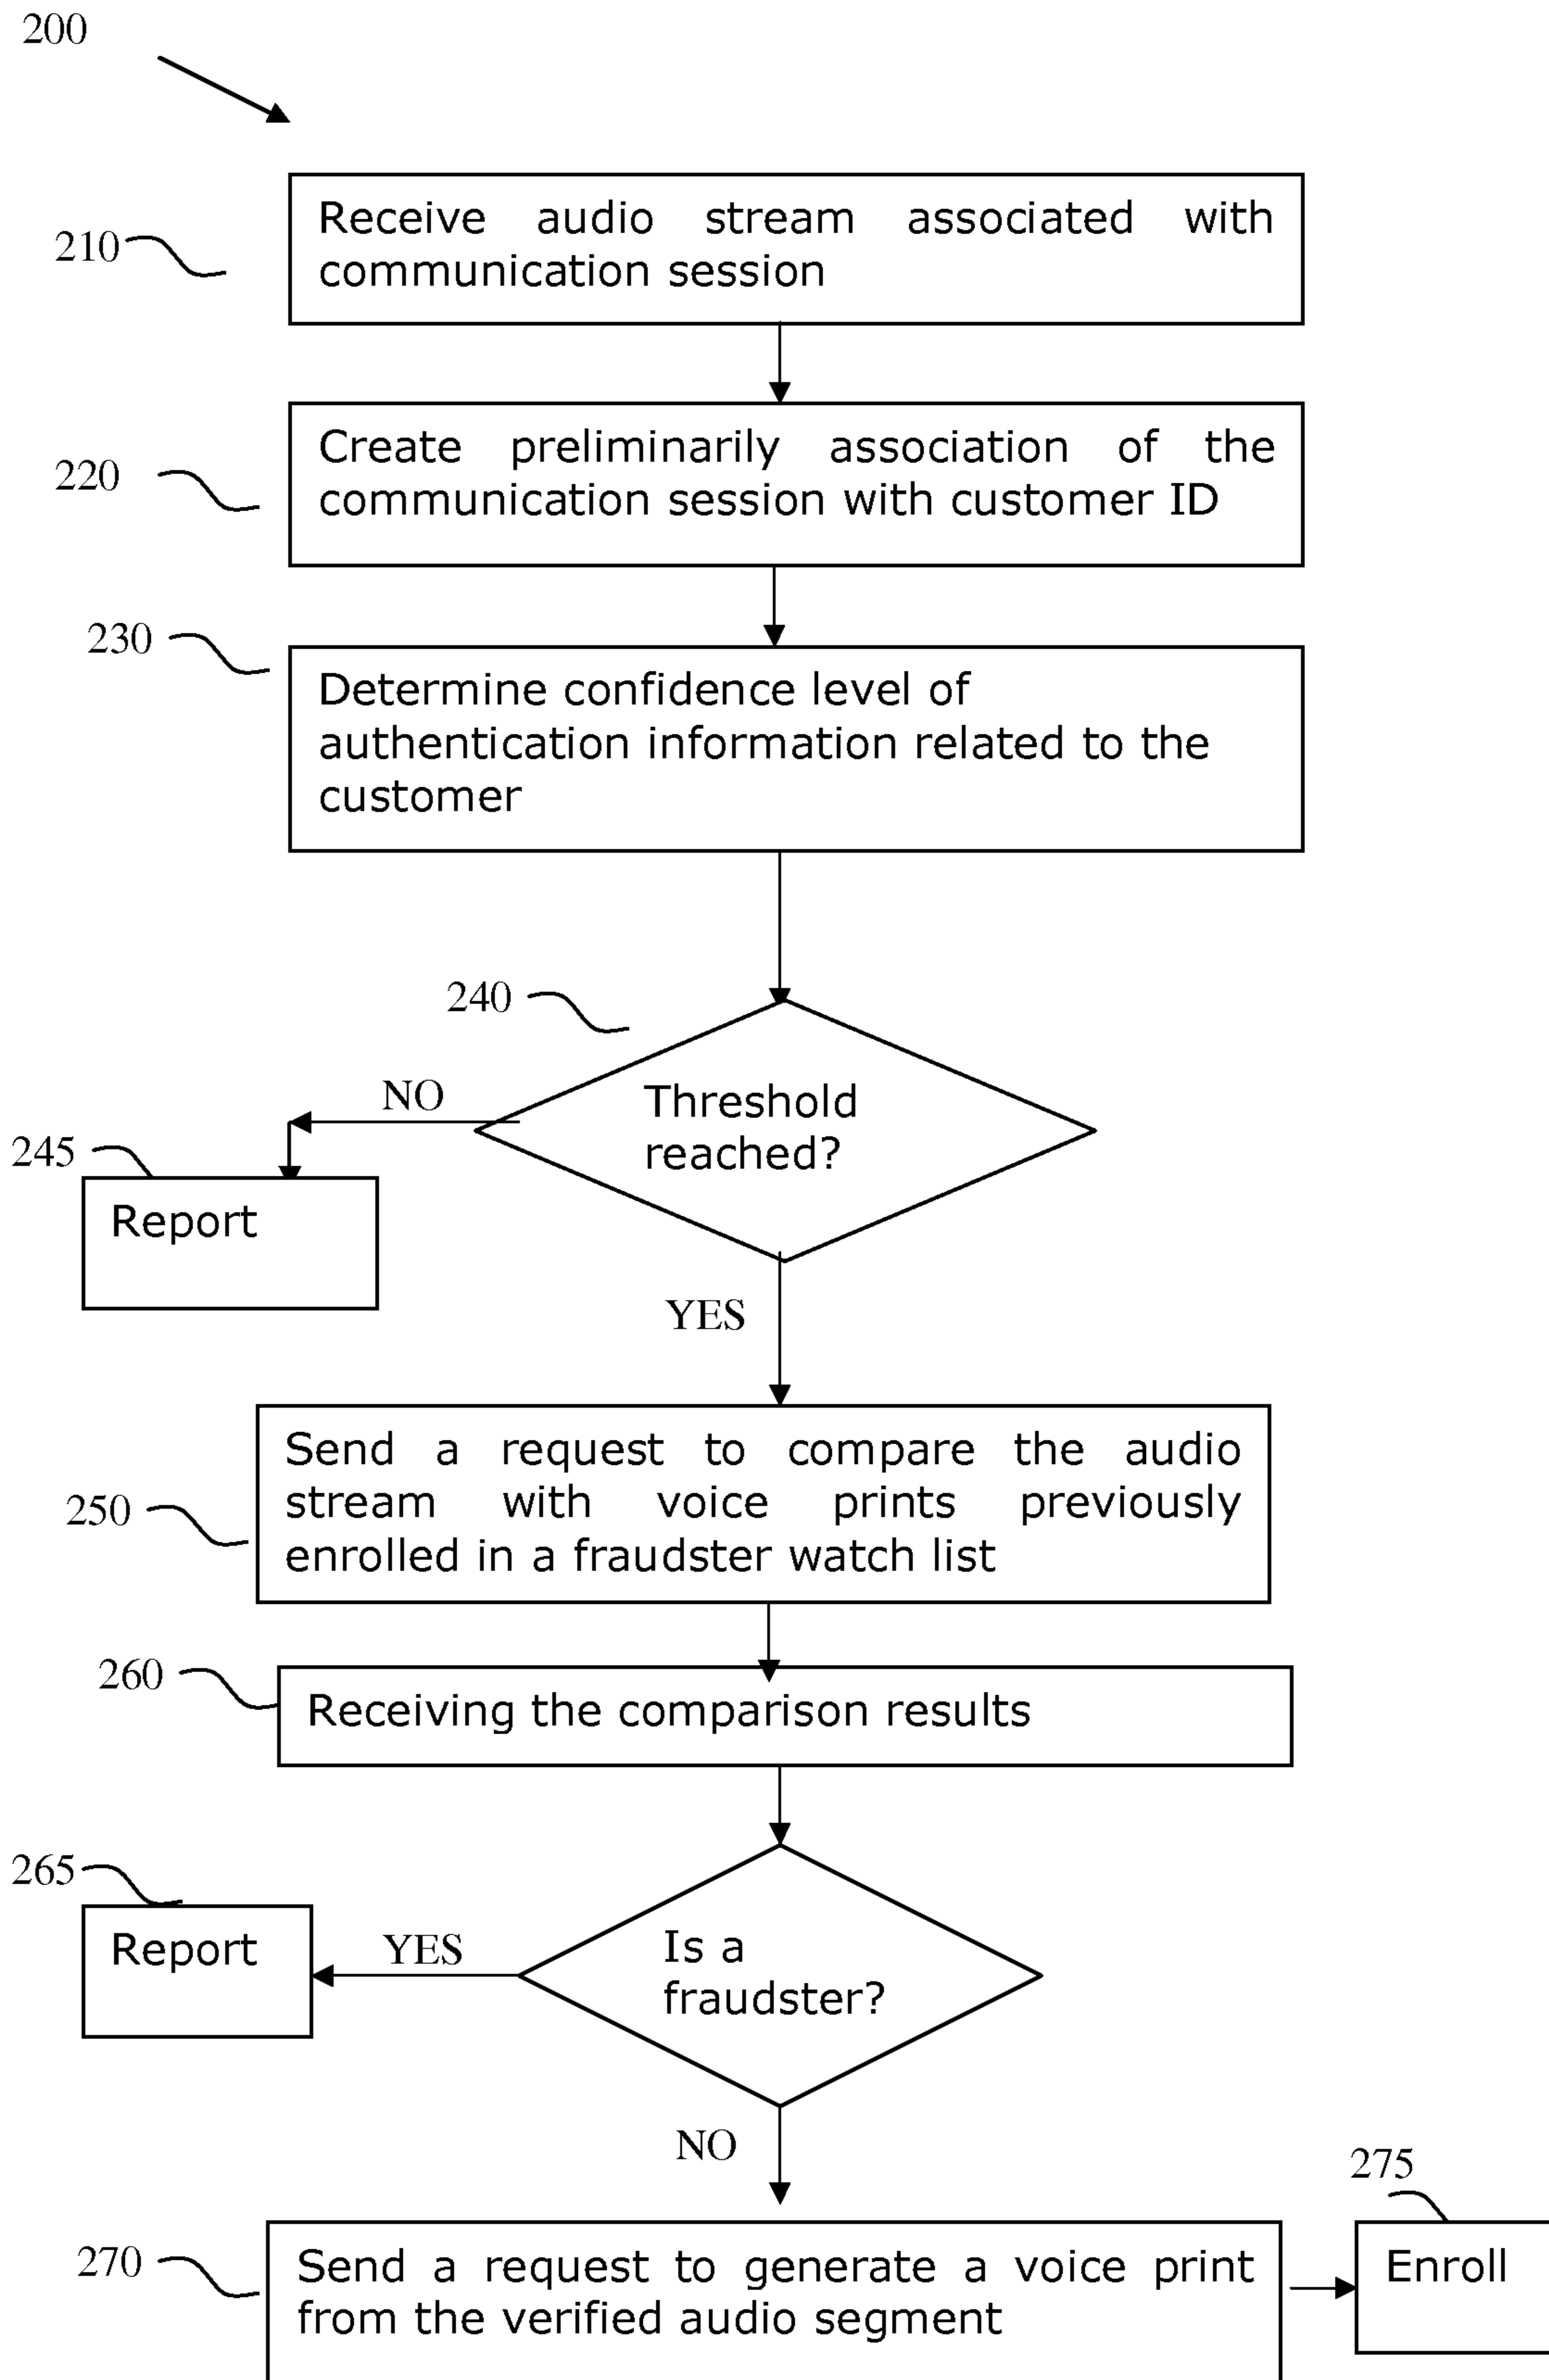 200
210
Receive audio stream associated with
communication session
220
Create preliminarily association of the
communication session with customer ID
230
Determine confidence level of
authentication information related to the
customer
240
Threshold
reached?
NO
245
Report
YES
250
Send a request to compare the audio
stream with voice prints previously
enrolled in a fraudster watch list
260
Receiving the comparison results
265
Report
YES
Is a
fraudster?
NO
275
270
Send a request to generate a voice print
from the verified audio segment
Enroll